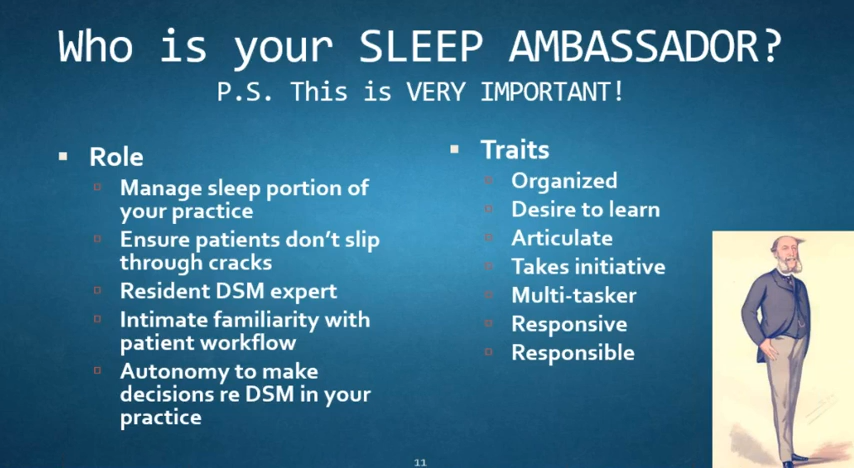 Who is your SLEEP AMBASSADOR?
P.S. This is VERY IMPORTANT!
Role
Manage sleep portion of
your practice
Ensure patients don't slip
through cracks
Resident DSM expert
Intimate familiarity with
patient workflow
Autonomy to make
decisions re DSM in your
practice
Traits
Organized
Desire to learn
Articulate
Takes initiative
Multi-tasker
Responsive
Responsible
11